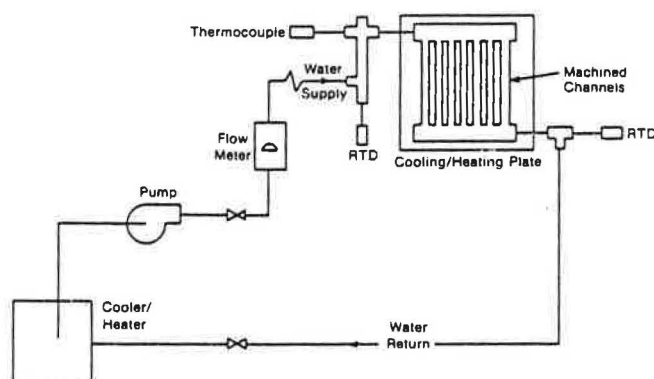 Thermocouple
Water
Supply
Machined
Channels
Flow
Meter
RTD
RTD
Cooling/Heating Plate
Pump
Cooler/
Heater
Water
Return